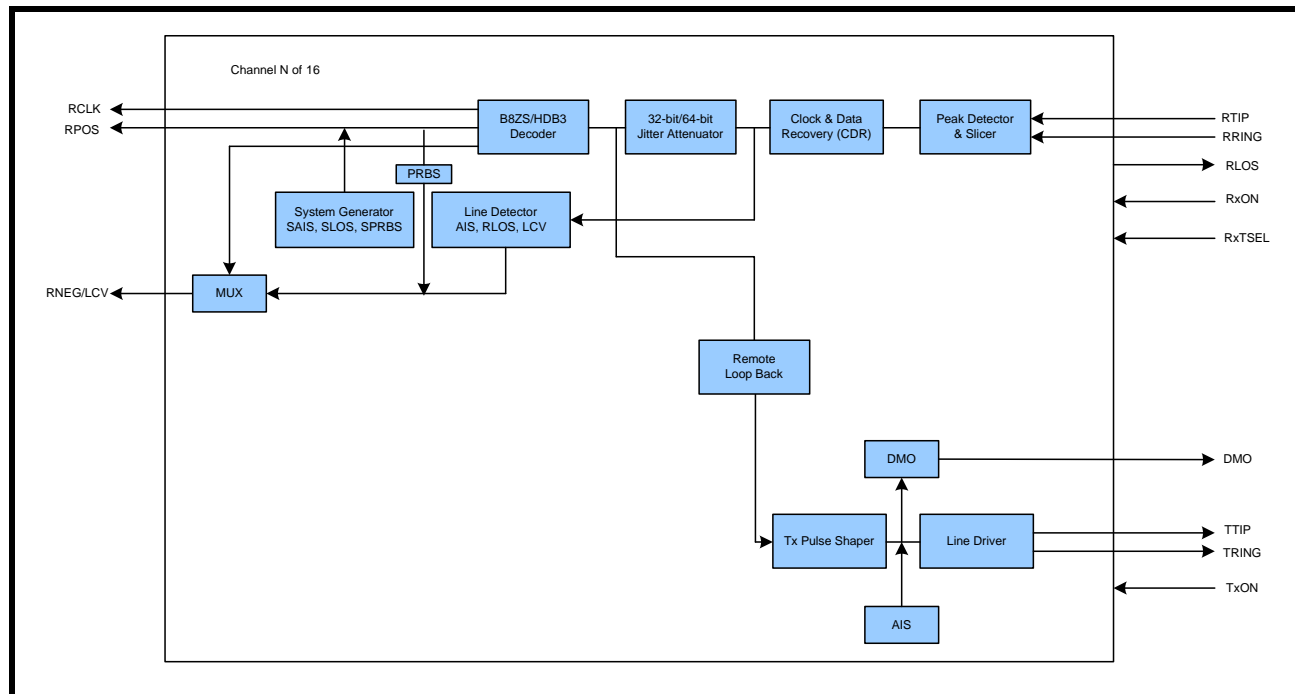 Channel N of 16
RCLK
RPOS
B8ZS/HDB3
Decoder
32-bit/64-bit
Jitter Attenuator
Clock & Data
Recovery (CDR)
Peak Detector
& Slicer
RTIP
RRING
RLOS
PRBS
System Generator
SAIS, SLOS, SPRBS
Line Detector
AIS, RLOS, LCV
RxON
RxTSEL
RNEG/LCV
MUX
Remote
Loop Back
DMO
DMO
Tx Pulse Shaper
Line Driver
TTIP
TRING
TxON
AIS